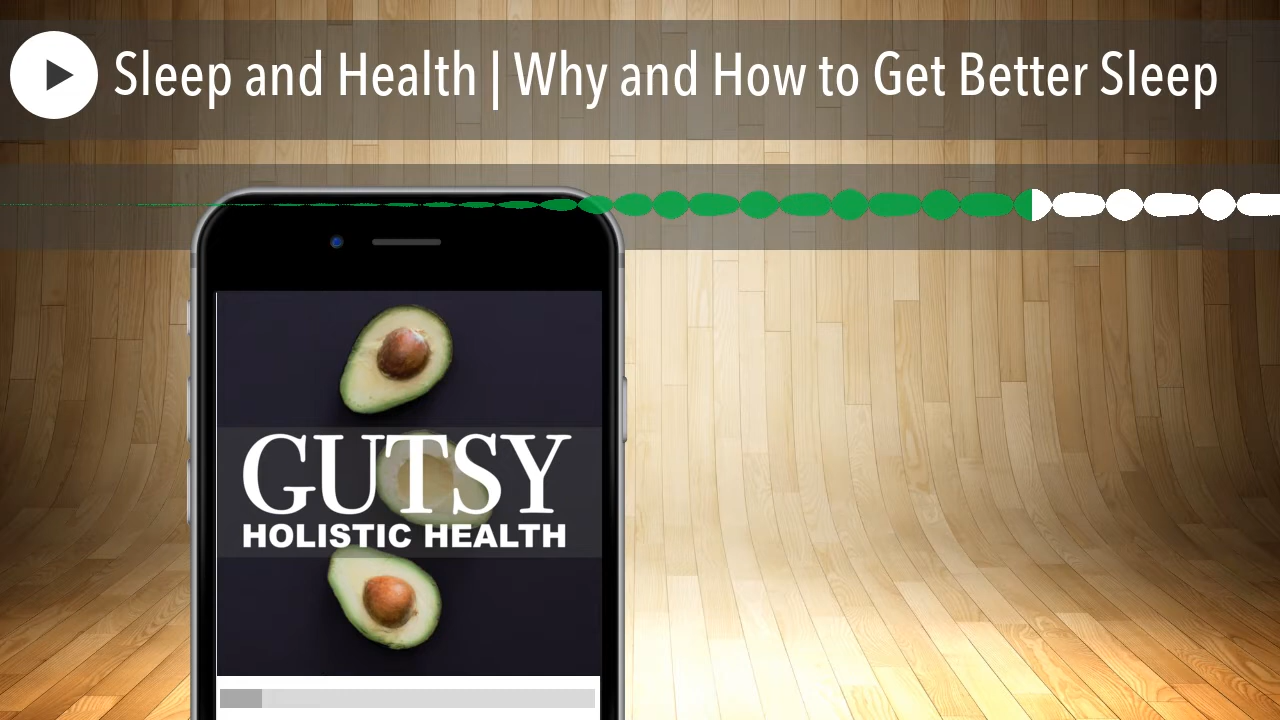 Sleep and Health | Why and How to Get Better Sleep
GUTSY
HOLISTIC HEALTH